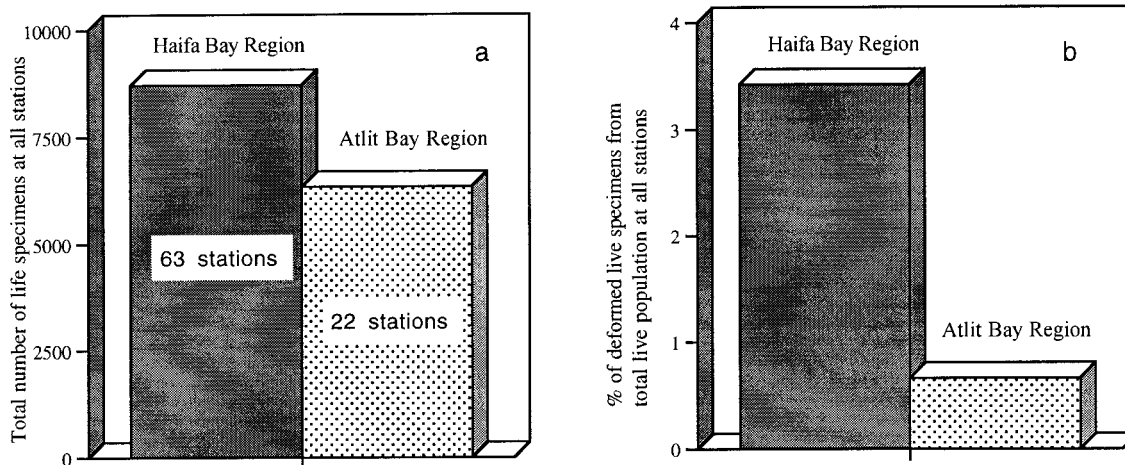 Total number of life specimens at all stations
10000
7500
5000
2500
0
Haifa Bay Region
a
Atlit Bay Region
63 stations
22 stations
% of deformed live specimens from
total live population at all stations
4
3
2
1
0
Haifa Bay Region
b
Atlit Bay Region